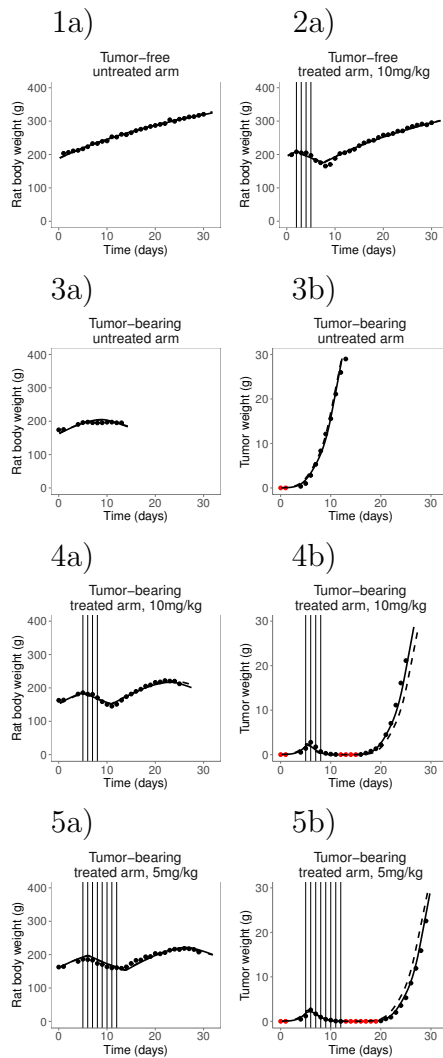 1a)
Tumor-free
untreated arm
Rat body weight (g)
400
300
200
100
0
0 10 20 30
Time (days)
2a)
Tumor-free
treated arm, 10mg/kg
Rat body weight (g)
400
300
200
100
0
0 10 20 30
Time (days)
3a)
Tumor-bearing
untreated arm
Rat body weight (g)
400
300
200
100
0
0 10 20 30
Time (days)
3b)
Tumor-bearing
untreated arm
Tumor weight (g)
30
20
10
0
0 10 20 30
Time (days)
4a)
Tumor-bearing
treated arm, 10mg/kg
Rat body weight (g)
400
300
200
100
0
0 10 20 30
Time (days)
4b)
Tumor-bearing
treated arm, 10mg/kg
Tumor weight (g)
30
20
10
0
0 10 20 30
Time (days)
5a)
Tumor-bearing
treated arm, 5mg/kg
Rat body weight (g)
400
300
200
100
0
0 10 20 30
Time (days)
5b)
Tumor-bearing
treated arm, 5mg/kg
Tumor weight (g)
30
20
10
0
0 10 20 30
Time (days)